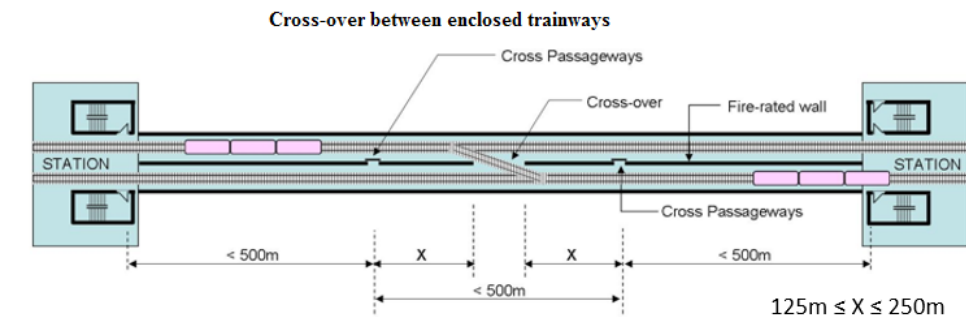 Cross-over between enclosed trainways
Cross Passageways
Cross-over
Fire-rated wall
STATION
STATION
Cross Passageways
< 500m
X
X
< 500m
< 500m
125m ≤ X ≤ 250m